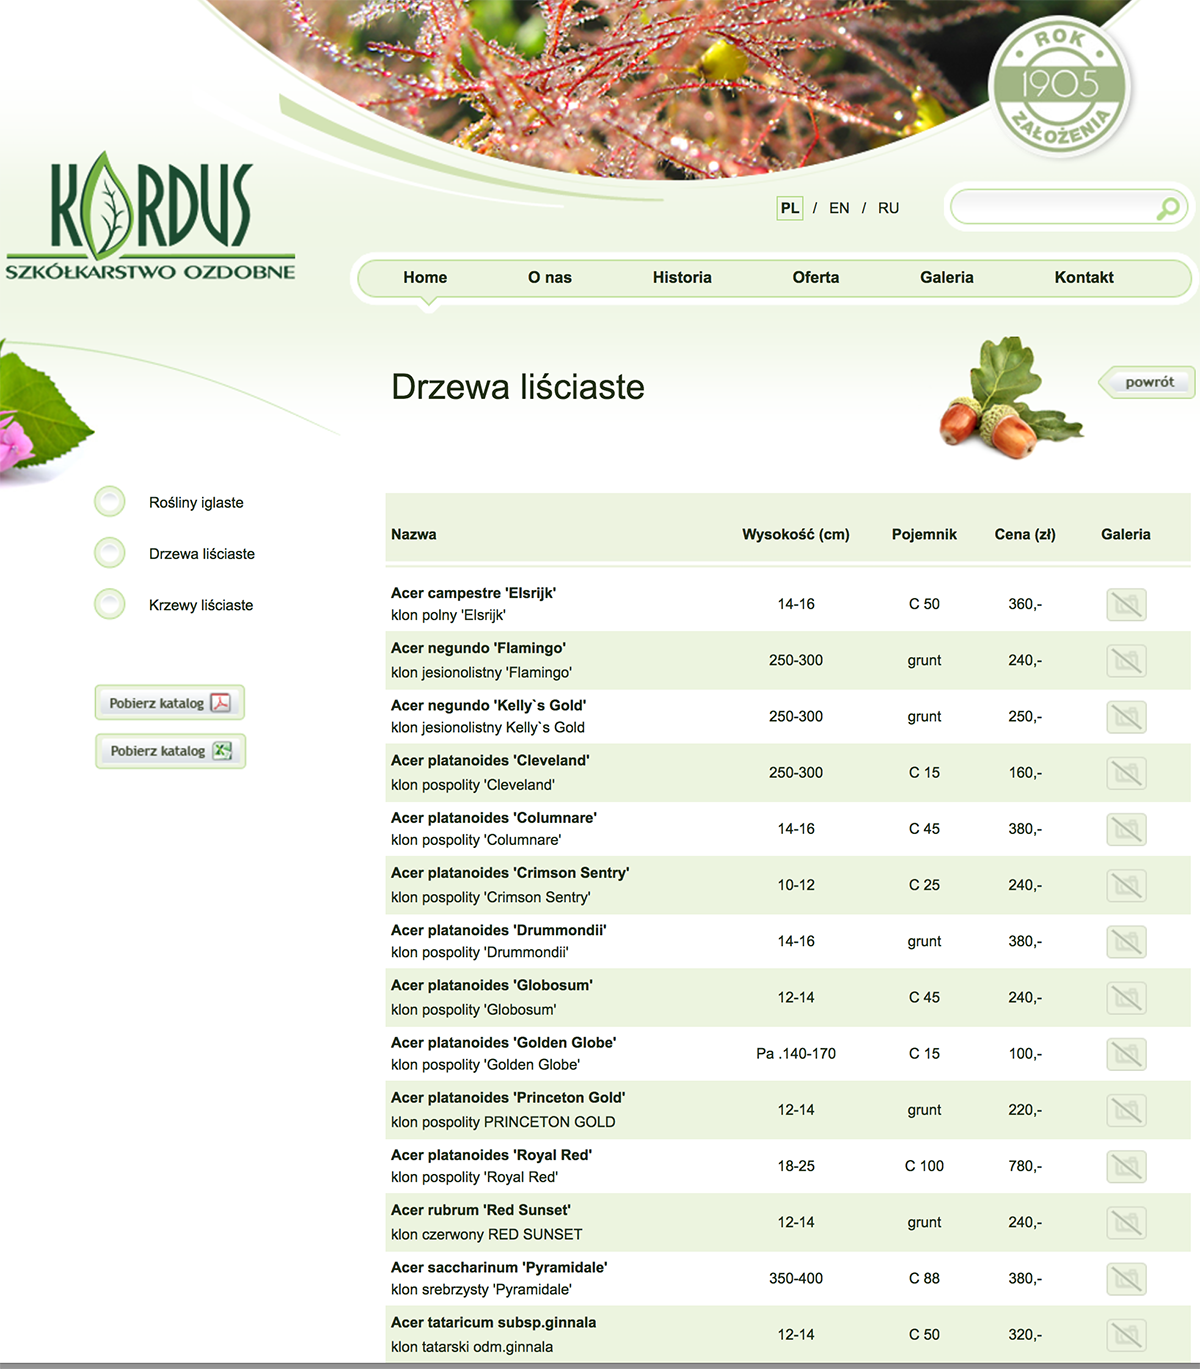 ROK
1905
ZAŁOŻENIA
KORDUS
SZKÓŁKARSTWO OZDOBNE
PL / EN / RU
Home O nas Historia Oferta Galeria Kontakt
Drzewa liściaste
powrót
Rośliny iglaste
Drzewa liściaste
Krzewy liściaste
Pobierz katalog
Pobierz katalog
Nazwa Wysokość (cm) Pojemnik Cena (zł) Galeria
Acer campestre 'Elsrijk'
klon polny 'Elsrijk'
14-16 C 50 360,-
Acer negundo 'Flamingo'
klon jesionolistny 'Flamingo'
250-300 grunt 240,-
Acer negundo 'Kelly`s Gold'
klon jesionolistny Kelly`s Gold
250-300 grunt 250,-
Acer platanoides 'Cleveland'
klon pospolity 'Cleveland'
250-300 C 15 160,-
Acer platanoides 'Columnare'
klon pospolity 'Columnare'
14-16 C 45 380,-
Acer platanoides 'Crimson Sentry'
klon pospolity 'Crimson Sentry'
10-12 C 25 240,-
Acer platanoides 'Drummondii'
klon pospolity 'Drummondii'
14-16 grunt 380,-
Acer platanoides 'Globosum'
klon pospolity 'Globosum'
12-14 C 45 240,-
Acer platanoides 'Golden Globe'
klon pospolity 'Golden Globe'
Pa .140-170 C 15 100,-
Acer platanoides 'Princeton Gold'
klon pospolity PRINCETON GOLD
12-14 grunt 220,-
Acer platanoides 'Royal Red'
klon pospolity 'Royal Red'
18-25 C 100 780,-
Acer rubrum 'Red Sunset'
klon czerwony RED SUNSET
12-14 grunt 240,-
Acer saccharinum 'Pyramidale'
klon srebrzysty 'Pyramidale'
350-400 C 88 380,-
Acer tataricum subsp.ginnala
klon tatarski odm.ginnala
12-14 C 50 320,-